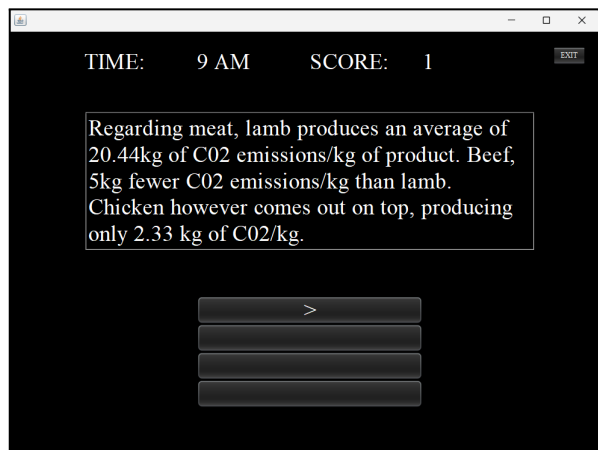 TIME: 9 AM SCORE: 1
EXIT
Regarding meat, lamb produces an average of
20.44kg of C02 emissions/kg of product. Beef,
5kg fewer C02 emissions/kg than lamb.
Chicken however comes out on top, producing
only 2.33 kg of C02/kg.
>